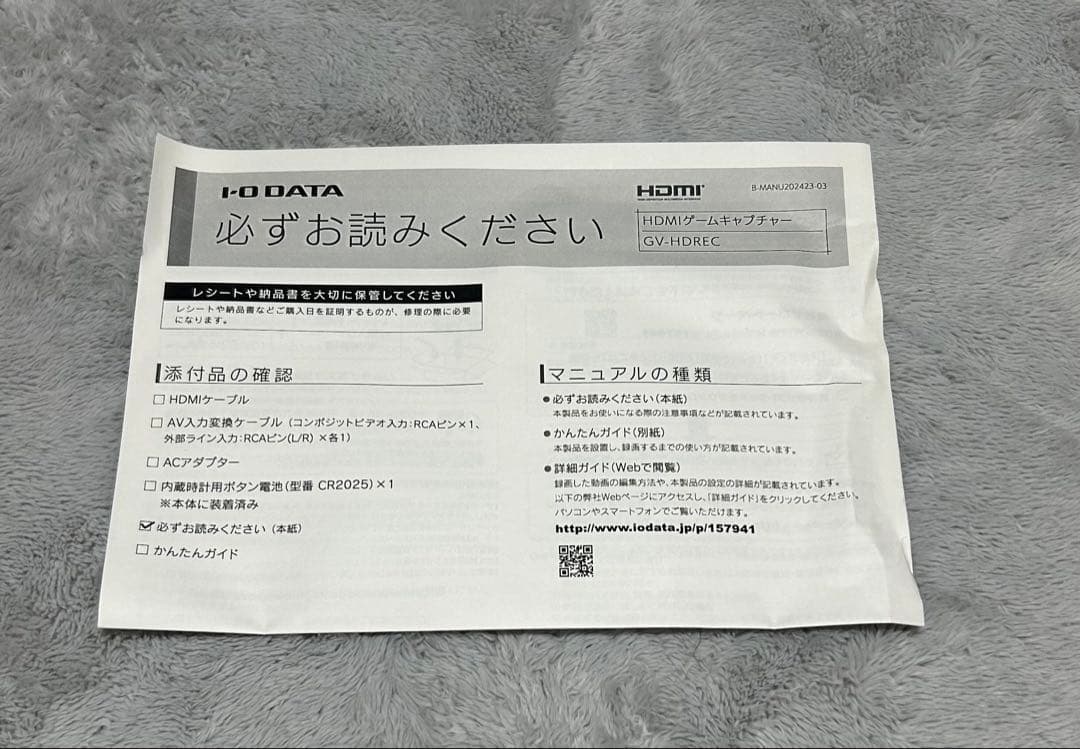 I-O DATA
HDMI
B-MANU202423-03
必ずお読みください
HDMIゲームキャプチャー
GV-HDREC
レシートや納品書を大切に保管してください
レシートや納品書などご購入日を証明するものが、修理の際に必要
になります。
添付品の確認
□ HDMIケーブル
□ AV入力変換ケーブル（コンポジットビデオ入力:RCAピン×1、
外部ライン入力:RCAピン(L/R) ×各1）
□ ACアダプター
□ 内蔵時計用ボタン電池（型番 CR2025）×1
※本体に装着済み
☑ 必ずお読みください（本紙）
□ かんたんガイド
マニュアルの種類
● 必ずお読みください（本紙）
本製品をお使いになる際の注意事項などが記載されています。
● かんたんガイド（別紙）
本製品を設置し、録画するまでの使い方が記載されています。
● 詳細ガイド（Webで閲覧）
録画した動画の編集方法や、本製品の設定の詳細が記載されています。
以下の弊社Webページにアクセスし、「詳細ガイド」をクリックしてください。
パソコンやスマートフォンでご覧いただけます。
http://www.iodata.jp/p/157941